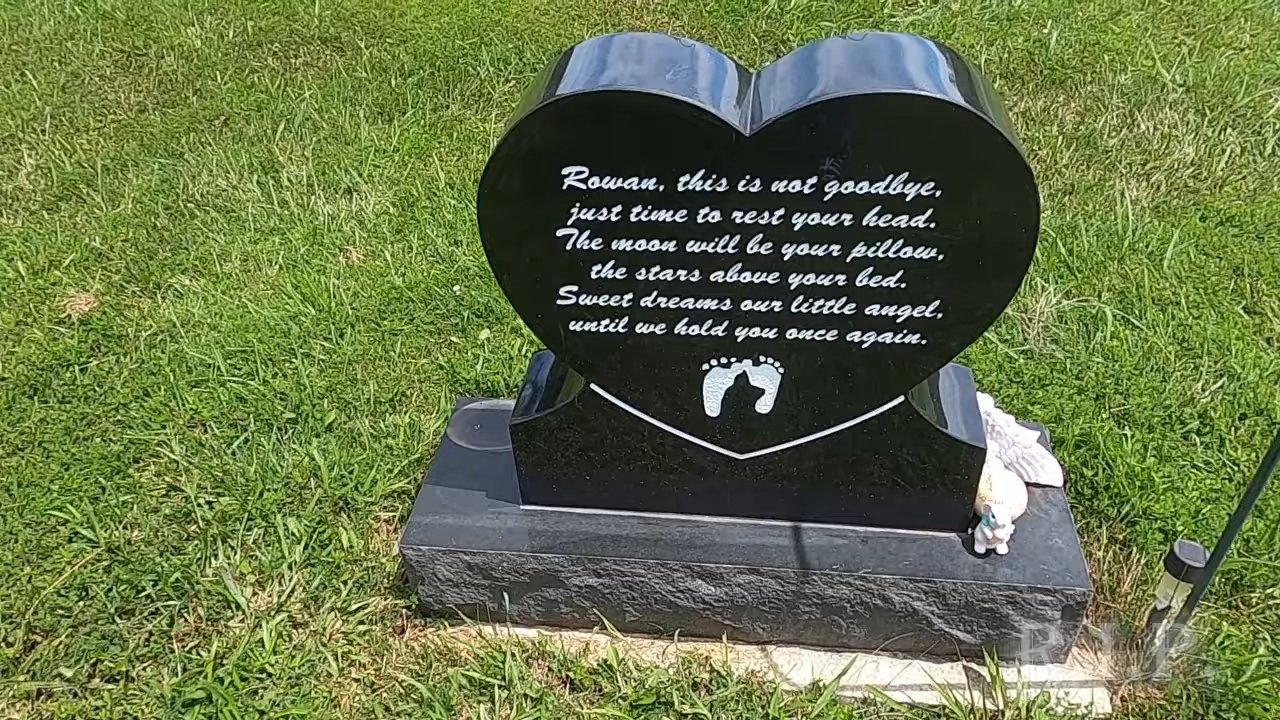 Rowan, this is not goodbye,
just time to rest your head.
The moon will be your pillow,
the stars above your bed.
Sweet dreams our little angel,
until we hold you once again.
R.I.P